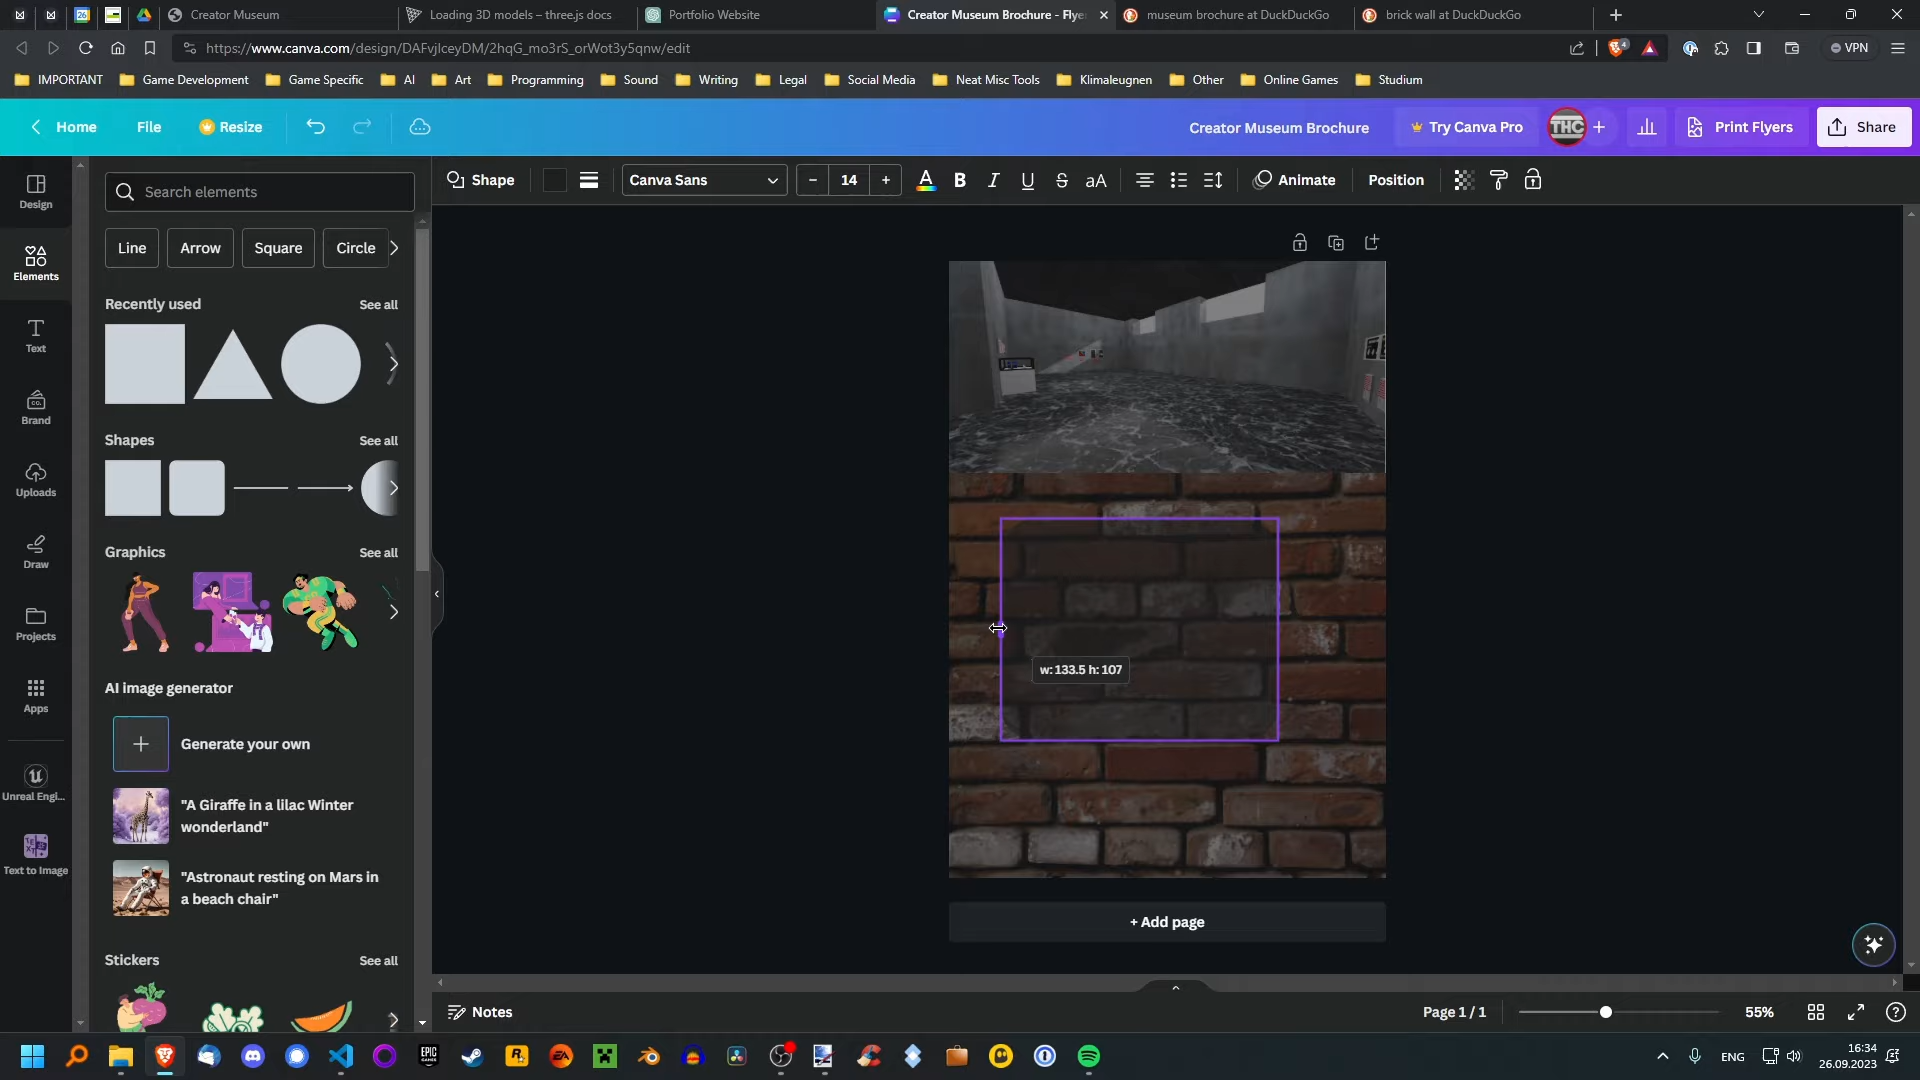 Creator Museum
Loading 3D models – three.js docs
Portfolio Website
Creator Museum Brochure - Flye
museum brochure at DuckDuckGo
brick wall at DuckDuckGo
https://www.canva.com/design/DAFvjlceyDM/2hqG_mo3rS_orWot3y5qnw/edit
VPN
IMPORTANT
Game Development
Game Specific
AI
Art
Programming
Sound
Writing
Legal
Social Media
Neat Misc Tools
Klimaleugnen
Other
Online Games
Studium
Home
File
Resize
Creator Museum Brochure
Try Canva Pro
THC
Print Flyers
Share
Design
Elements
Text
Brand
Uploads
Draw
Projects
Apps
Unreal Engi...
Text to Image
Search elements
Line
Arrow
Square
Circle
Recently used
See all
Shapes
See all
Graphics
See all
AI image generator
Generate your own
"A Giraffe in a lilac Winter
wonderland"
"Astronaut resting on Mars in
a beach chair"
Stickers
See all
Shape
Canva Sans
14
A
B
I
U
S
aA
Animate
Position
w: 133.5 h: 107
+ Add page
Notes
Page 1 / 1
55%
EPIC
GAMES
EA
ENG
16:34
26.09.2023